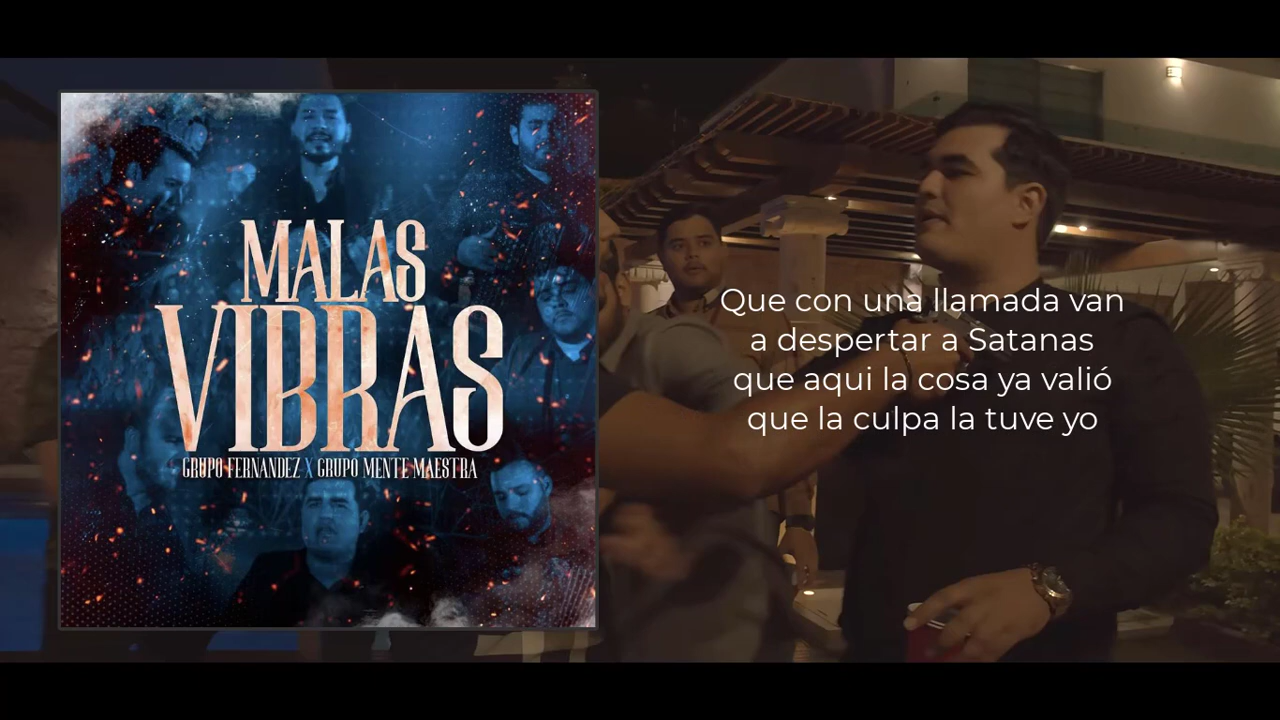 MALAS
VIBRAS
GRUPO FERNANDEZ X GRUPO MENTE MAESTRA
Que con una llamada van
a despertar a Satanas
que aqui la cosa ya valió
que la culpa la tuve yo